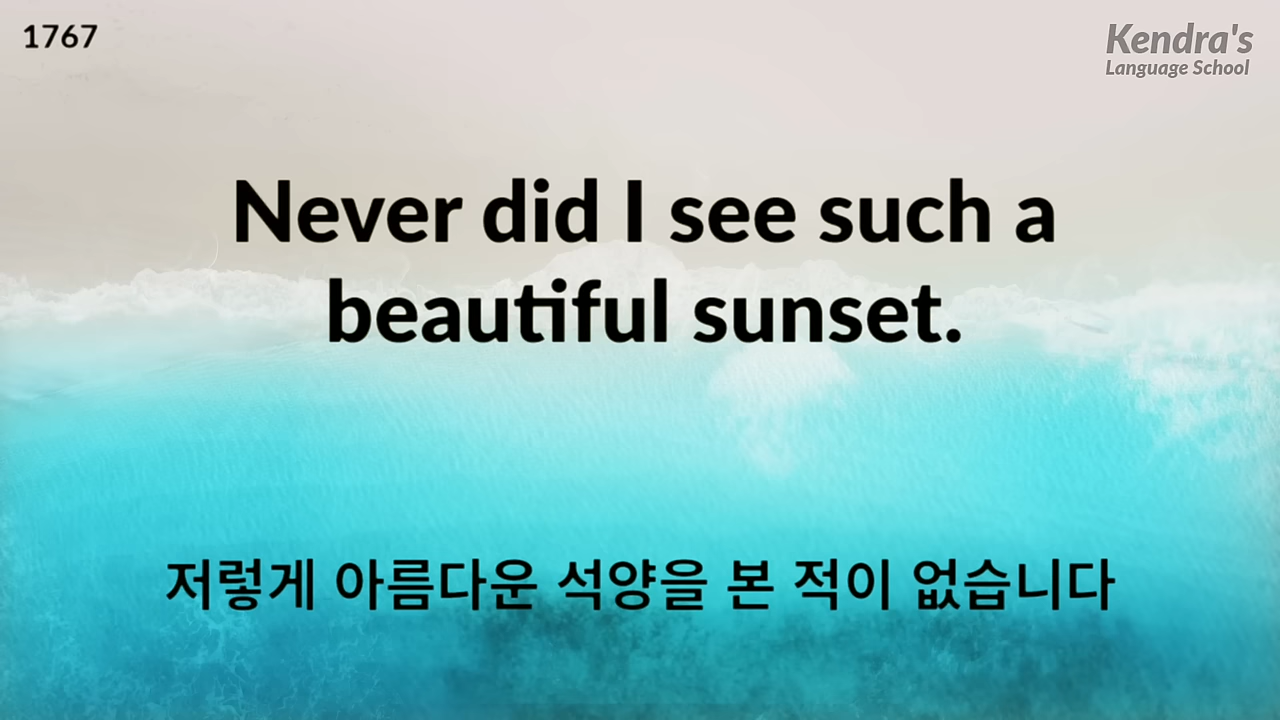 1767
Kendra's
Language School
Never did I see such a
beautiful sunset.
저렇게 아름다운 석양을 본 적이 없습니다